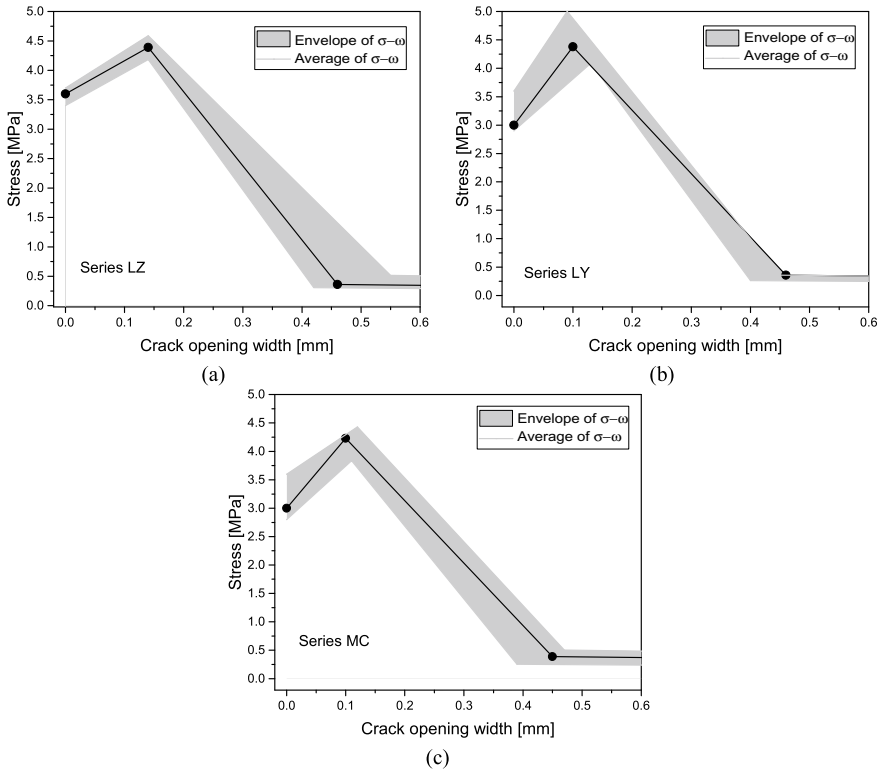 5.0
4.5
4.0
3.5
3.0
2.5
2.0
1.5
1.0
0.5
0.0
Stress [MPa]
Envelope of σ–ω
Average of σ–ω
Series LZ
0.0 0.1 0.2 0.3 0.4 0.5 0.6
Crack opening width [mm]
(a)
5.0
4.5
4.0
3.5
3.0
2.5
2.0
1.5
1.0
0.5
0.0
Stress [MPa]
Envelope of σ–ω
Average of σ–ω
Series LY
0.0 0.1 0.2 0.3 0.4 0.5 0.6
Crack opening width [mm]
(b)
5.0
4.5
4.0
3.5
3.0
2.5
2.0
1.5
1.0
0.5
0.0
Stress [MPa]
Envelope of σ–ω
Average of σ–ω
Series MC
0.0 0.1 0.2 0.3 0.4 0.5 0.6
Crack opening width [mm]
(c)